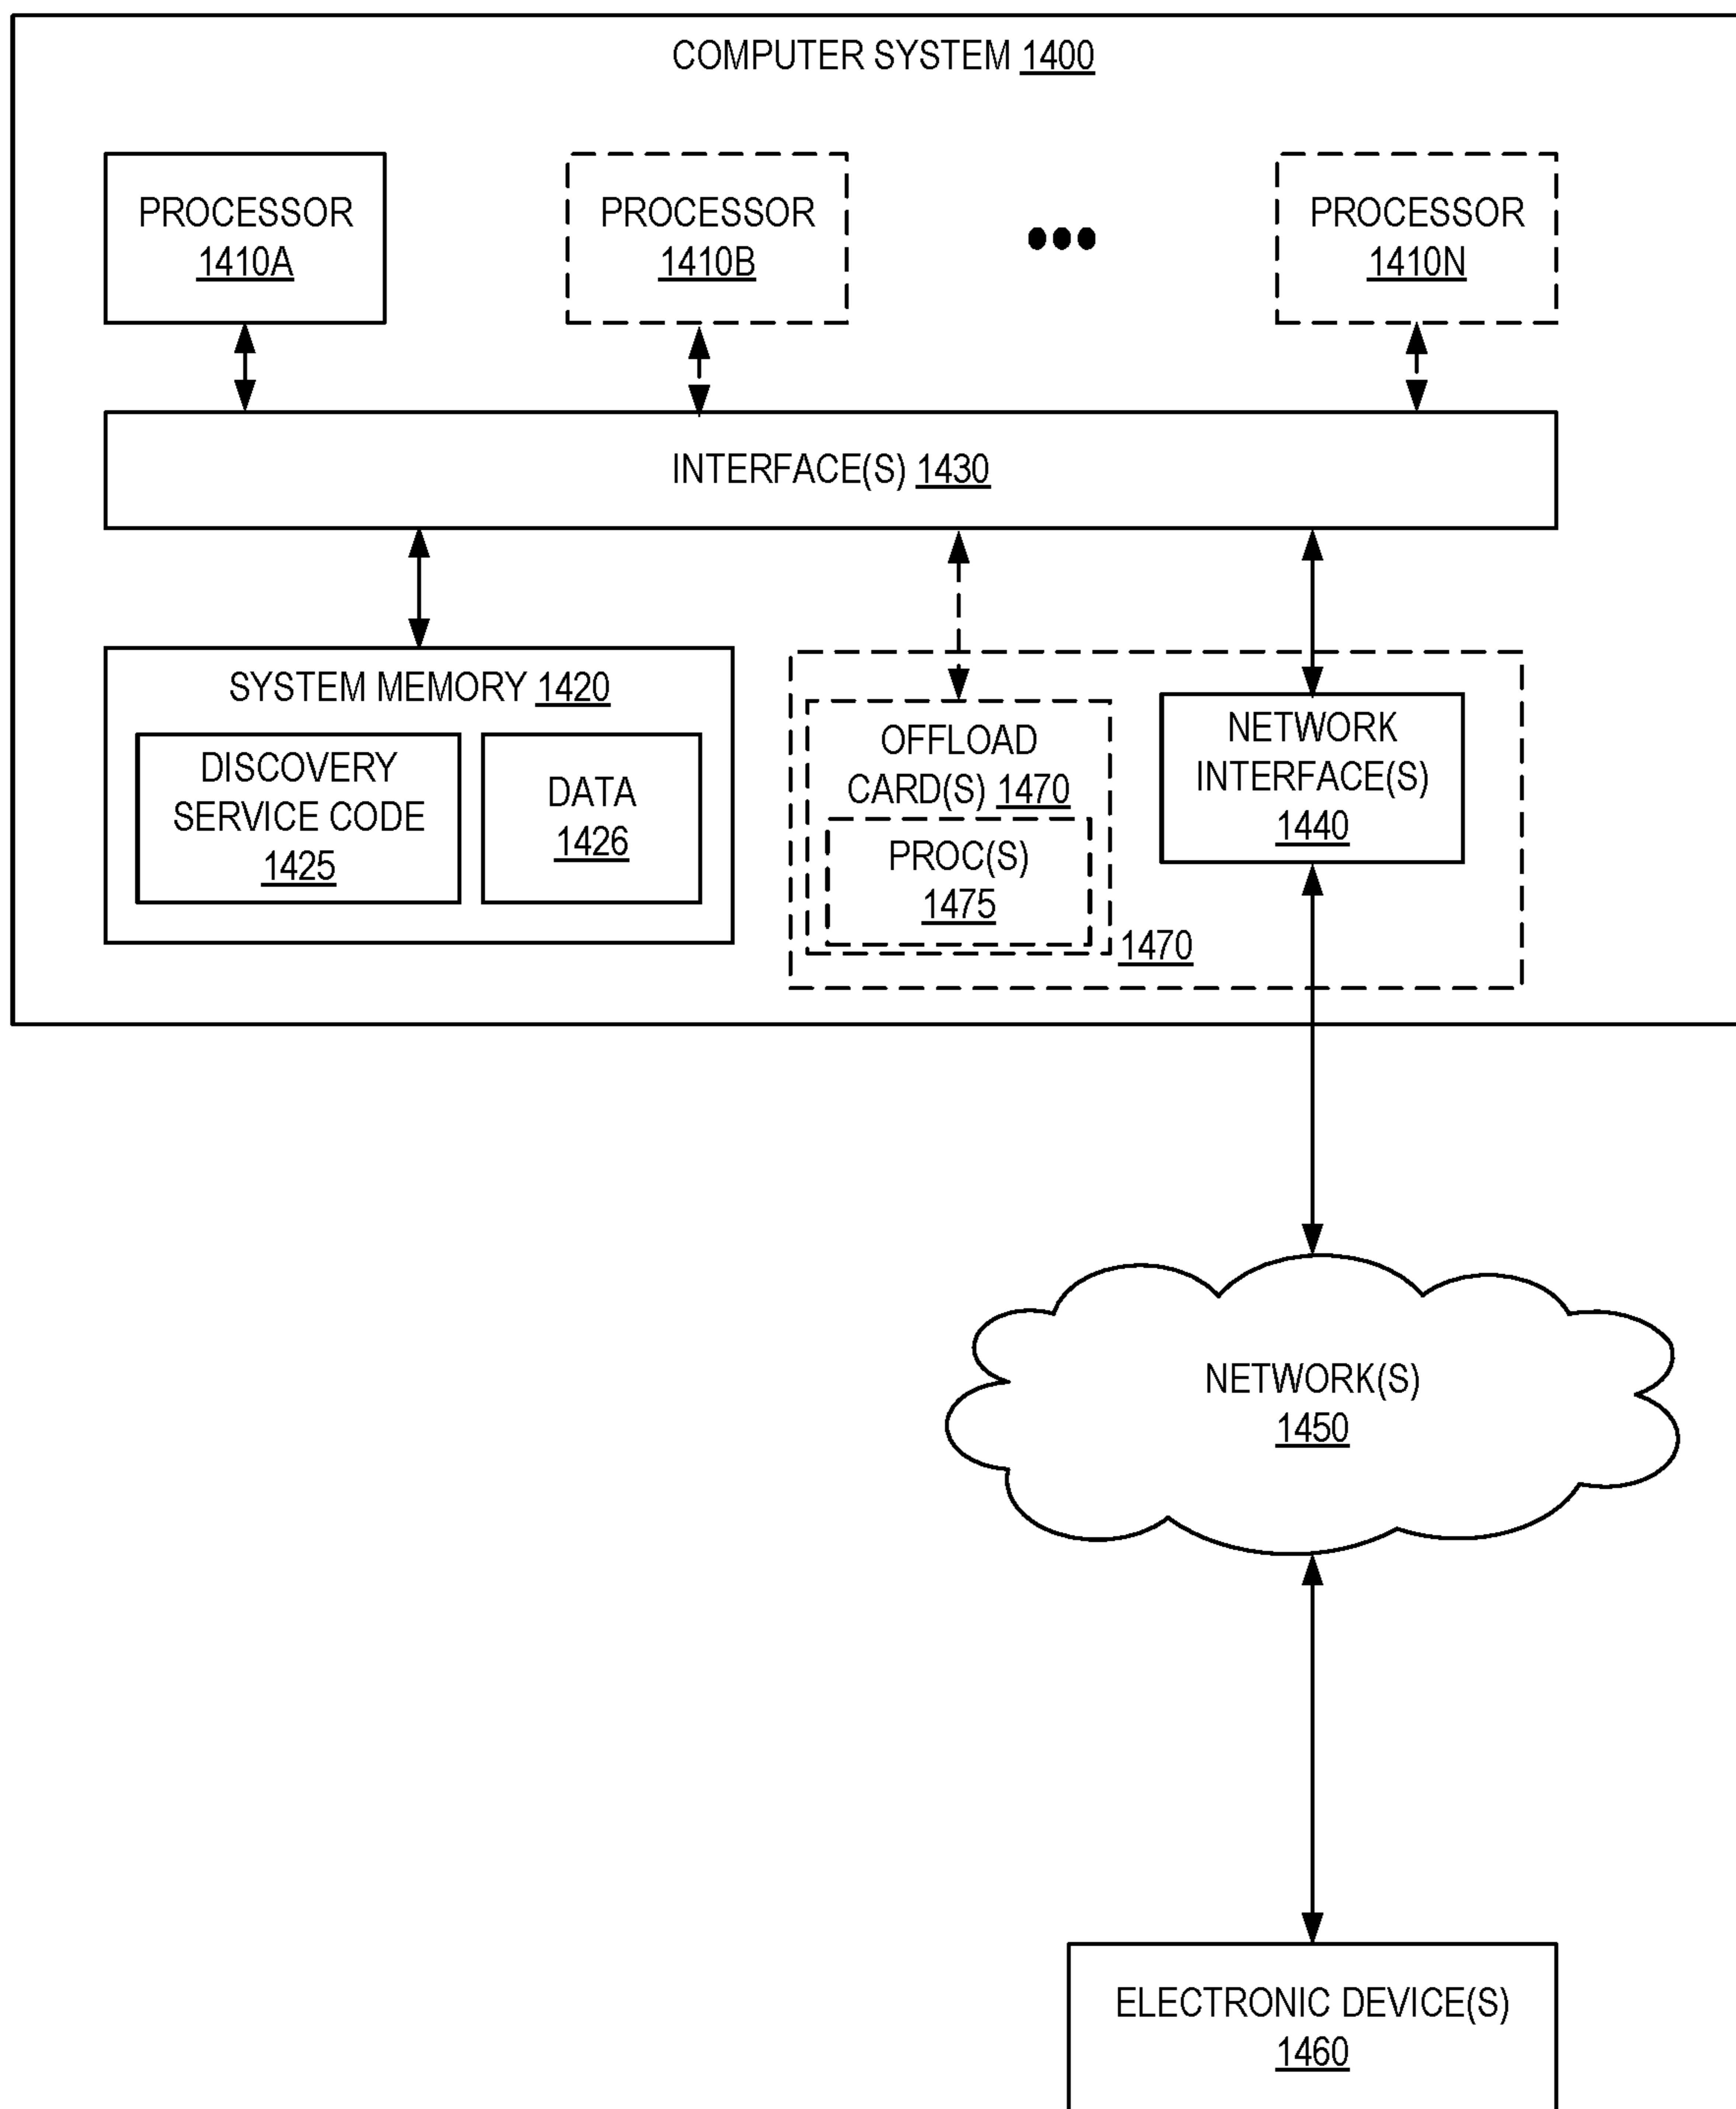 COMPUTER SYSTEM 1400
PROCESSOR
1410A
PROCESSOR
1410B
PROCESSOR
1410N
INTERFACE(S) 1430
SYSTEM MEMORY 1420
DISCOVERY
SERVICE CODE
1425
DATA
1426
OFFLOAD
CARD(S) 1470
PROC(S)
1475
1470
NETWORK
INTERFACE(S)
1440
NETWORK(S)
1450
ELECTRONIC DEVICE(S)
1460